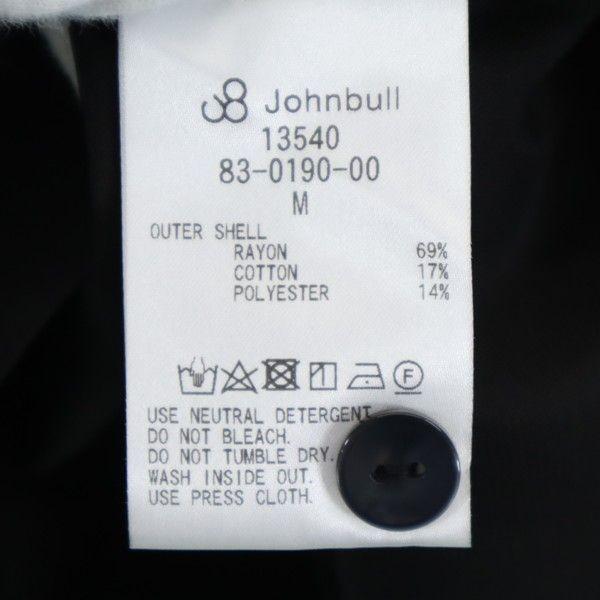 Johnbull
13540
83-0190-00
M
OUTER SHELL
RAYON 69%
COTTON 17%
POLYESTER 14%
F
USE NEUTRAL DETERGENT
DO NOT BLEACH.
DO NOT TUMBLE DRY.
WASH INSIDE OUT.
USE PRESS CLOTH.